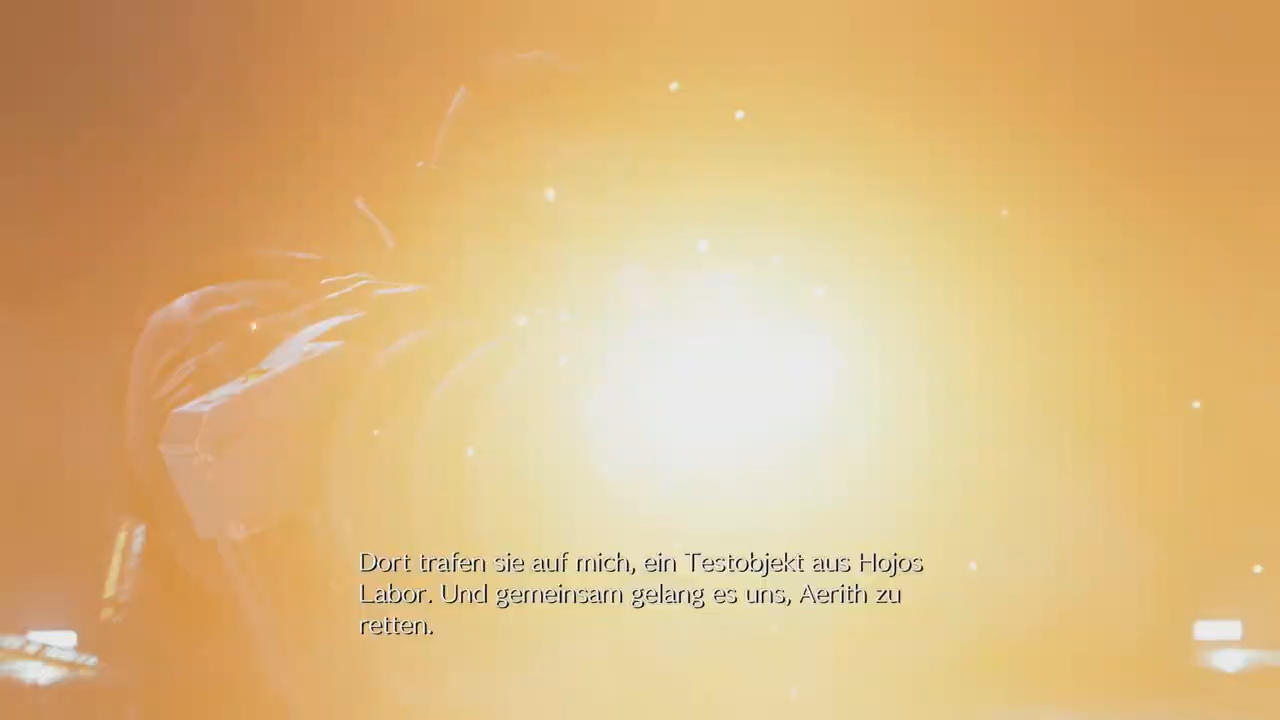 Dort trafen sie auf mich, ein Testobjekt aus Hojos
Labor. Und gemeinsam gelang es uns, Aerith zu
retten.